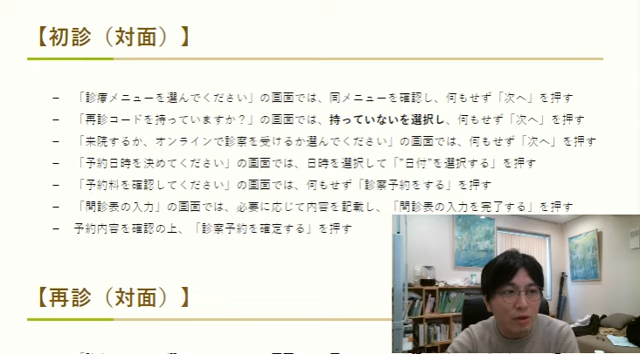 【初診（対面）】
– 「診療メニューを選んでください」の画面では、同メニューを確認し、何もせず「次へ」を押す
– 「再診コードを持っていますか？」の画面では、持っていないを選択し、何もせず「次へ」を押す
– 「来院するか、オンラインで診察を受けるか選んでください」の画面では、何もせず「次へ」を押す
– 「予約日時を決めてください」の画面では、日時を選択して「"日付"を選択する」を押す
– 「予約料を確認してください」の画面では、何もせず「診察予約をする」を押す
– 「問診表の入力」の画面では、必要に応じて内容を記載し、「問診表の入力を完了する」を押す
– 予約内容を確認の上、「診察予約を確定する」を押す
【再診（対面）】